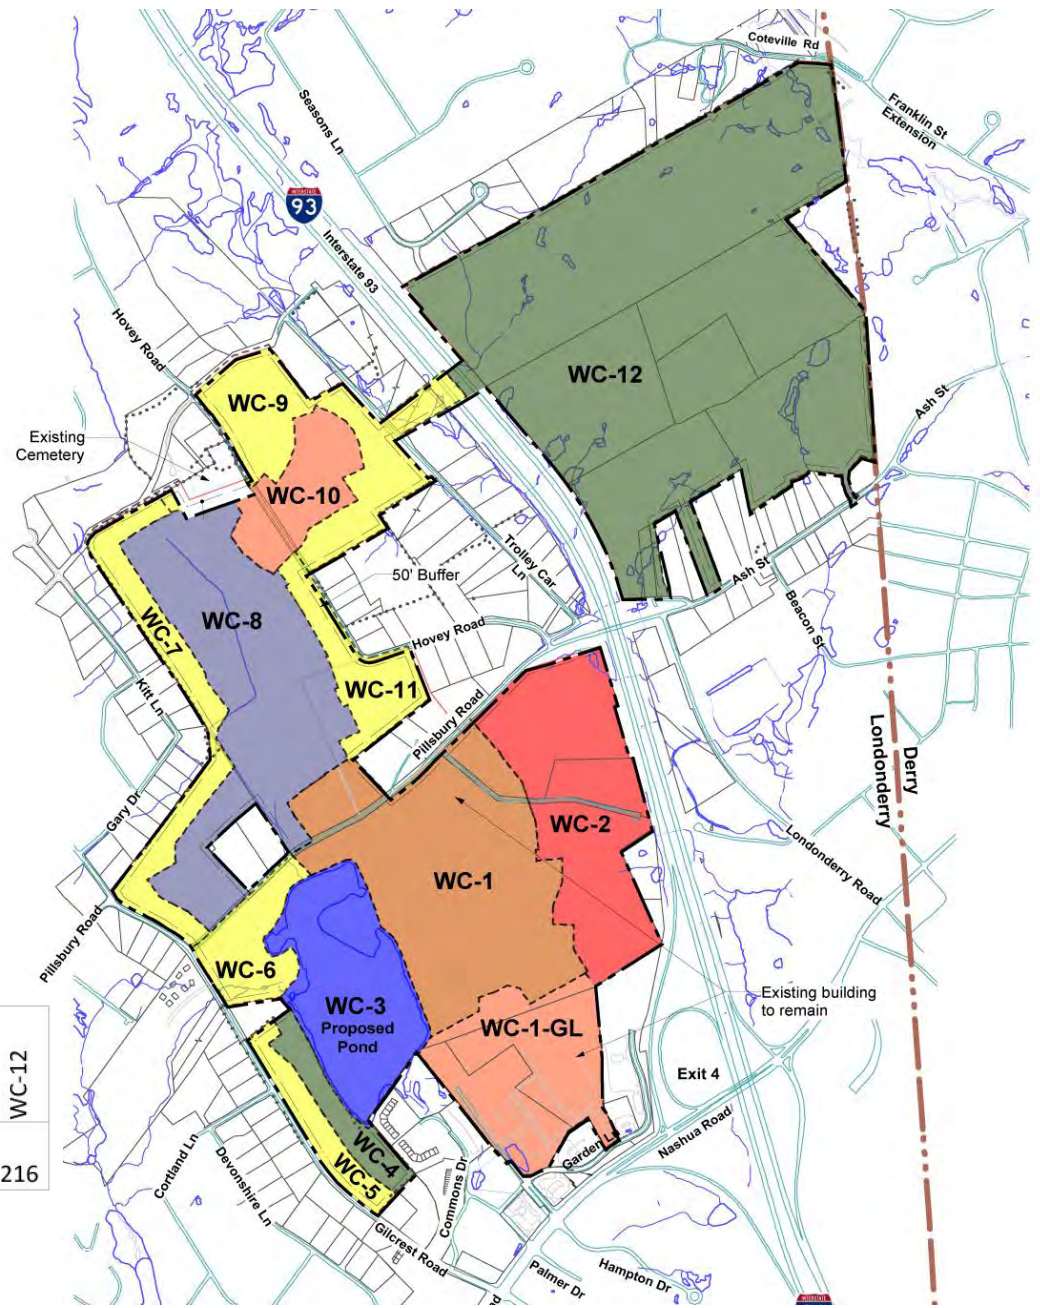 Coteville Rd
Franklin St
Extension
Seasons Ln
INTERSTATE
93
Interstate 93
Hovey Road
WC-12
WC-9
Ash St
Existing
Cemetery
WC-10
Trolley Car
Ln
50' Buffer
Ash St
WC-8
WC-7
Beacon St
Hovey Road
WC-11
Kitt Ln
Pillsbury Road
Derry
Londonderry
Gary Dr
WC-2
Londonderry Road
WC-1
Pillsbury Road
WC-6
WC-3
Proposed
Pond
Existing building
to remain
WC-1-GL
WC-12
216
Exit 4
Nashua Road
Garden Ln
WC-4
WC-5
Cortland Ln
Devonshire Ln
Commons Dr
Gilcrest Road
Palmer Dr
Hampton Dr
INTERSTATE